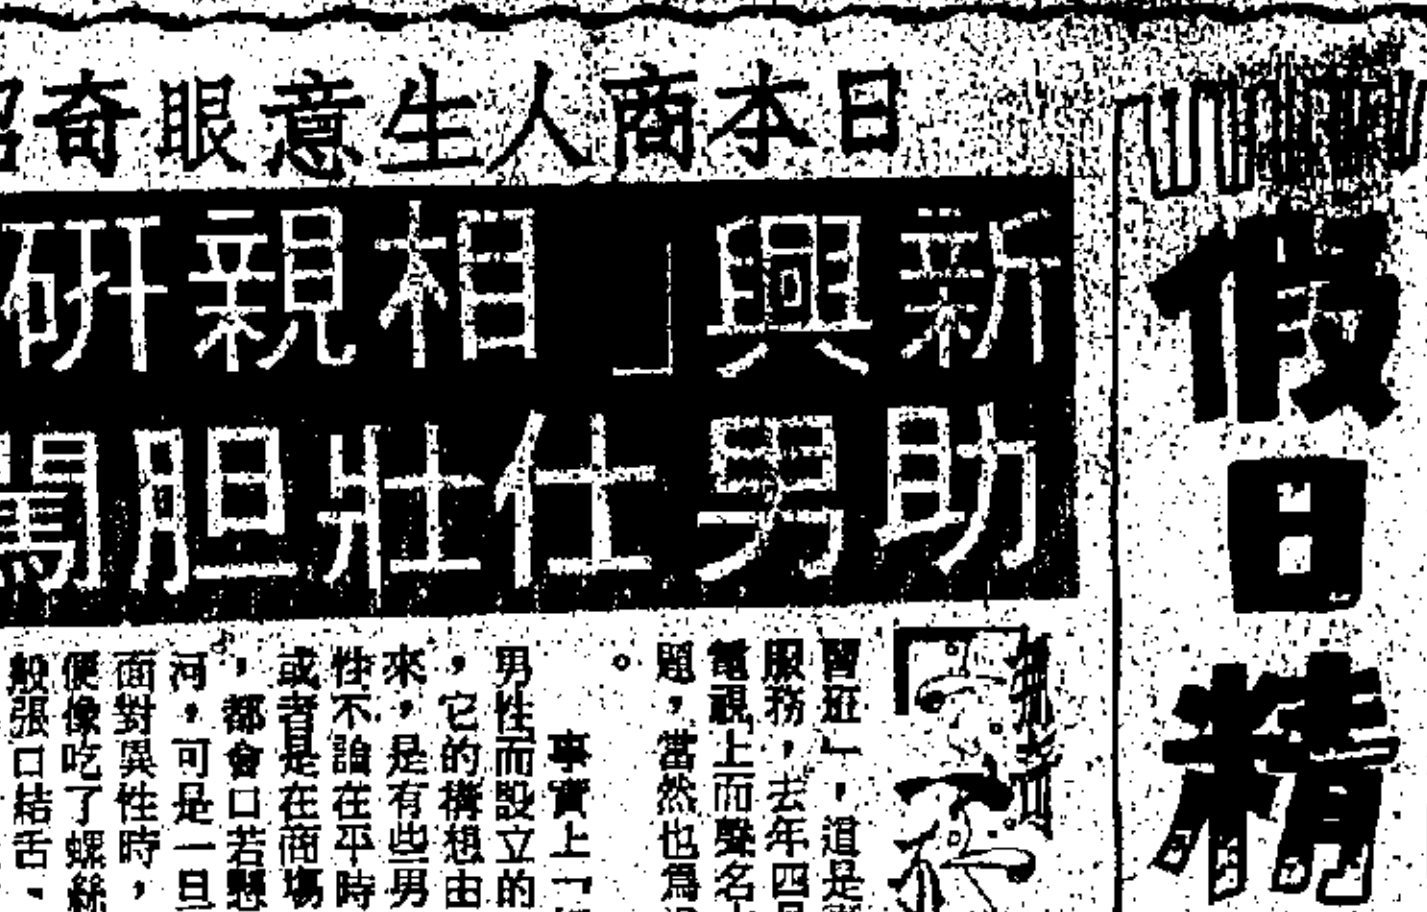 假日精
日本商人生意眼奇
新興「相親研
助男仕壯胆闖
習班」,這是
服務,去年四
電視上而聲名
題,當然也爲
。
事實上「
男性而設立的
,它的構想由
來,是有些男
性不論在平時
或者是在商場
,都會口若懸
河,可是一旦
面對異性時,
便像吃了螺絲
般張口結舌、